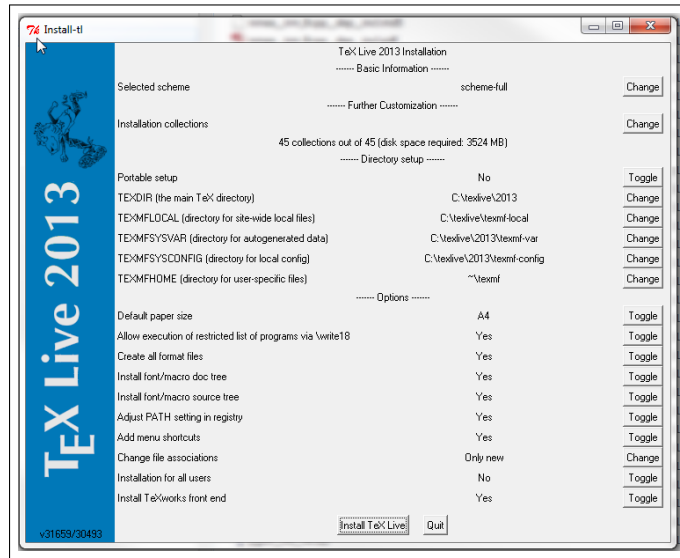 Install-tl
TeX Live 2013 Installation
------- Basic Information -------
Selected scheme scheme-full Change
------- Further Customization -------
Installation collections Change
45 collections out of 45 (disk space required: 3524 MB)
------- Directory setup -------
Portable setup No Toggle
TEXDIR (the main TeX directory) C:\texlive\2013 Change
TEXMFLOCAL (directory for site-wide local files) C:\texlive\texmf-local Change
TEXMFSYSVAR (directory for autogenerated data) C:\texlive\2013\texmf-var Change
TEXMFSYSCONFIG (directory for local config) C:\texlive\2013\texmf-config Change
TEXMFHOME (directory for user-specific files) ~\texmf Change
------- Options -------
Default paper size A4 Toggle
Allow execution of restricted list of programs via \write18 Yes Toggle
Create all format files Yes Toggle
Install font/macro doc tree Yes Toggle
Install font/macro source tree Yes Toggle
Adjust PATH setting in registry Yes Toggle
Add menu shortcuts Yes Toggle
Change file associations Only new Change
Installation for all users No Toggle
Install TeXworks front end Yes Toggle
Install TeX Live Quit
TEX Live 2013
v31659/30493